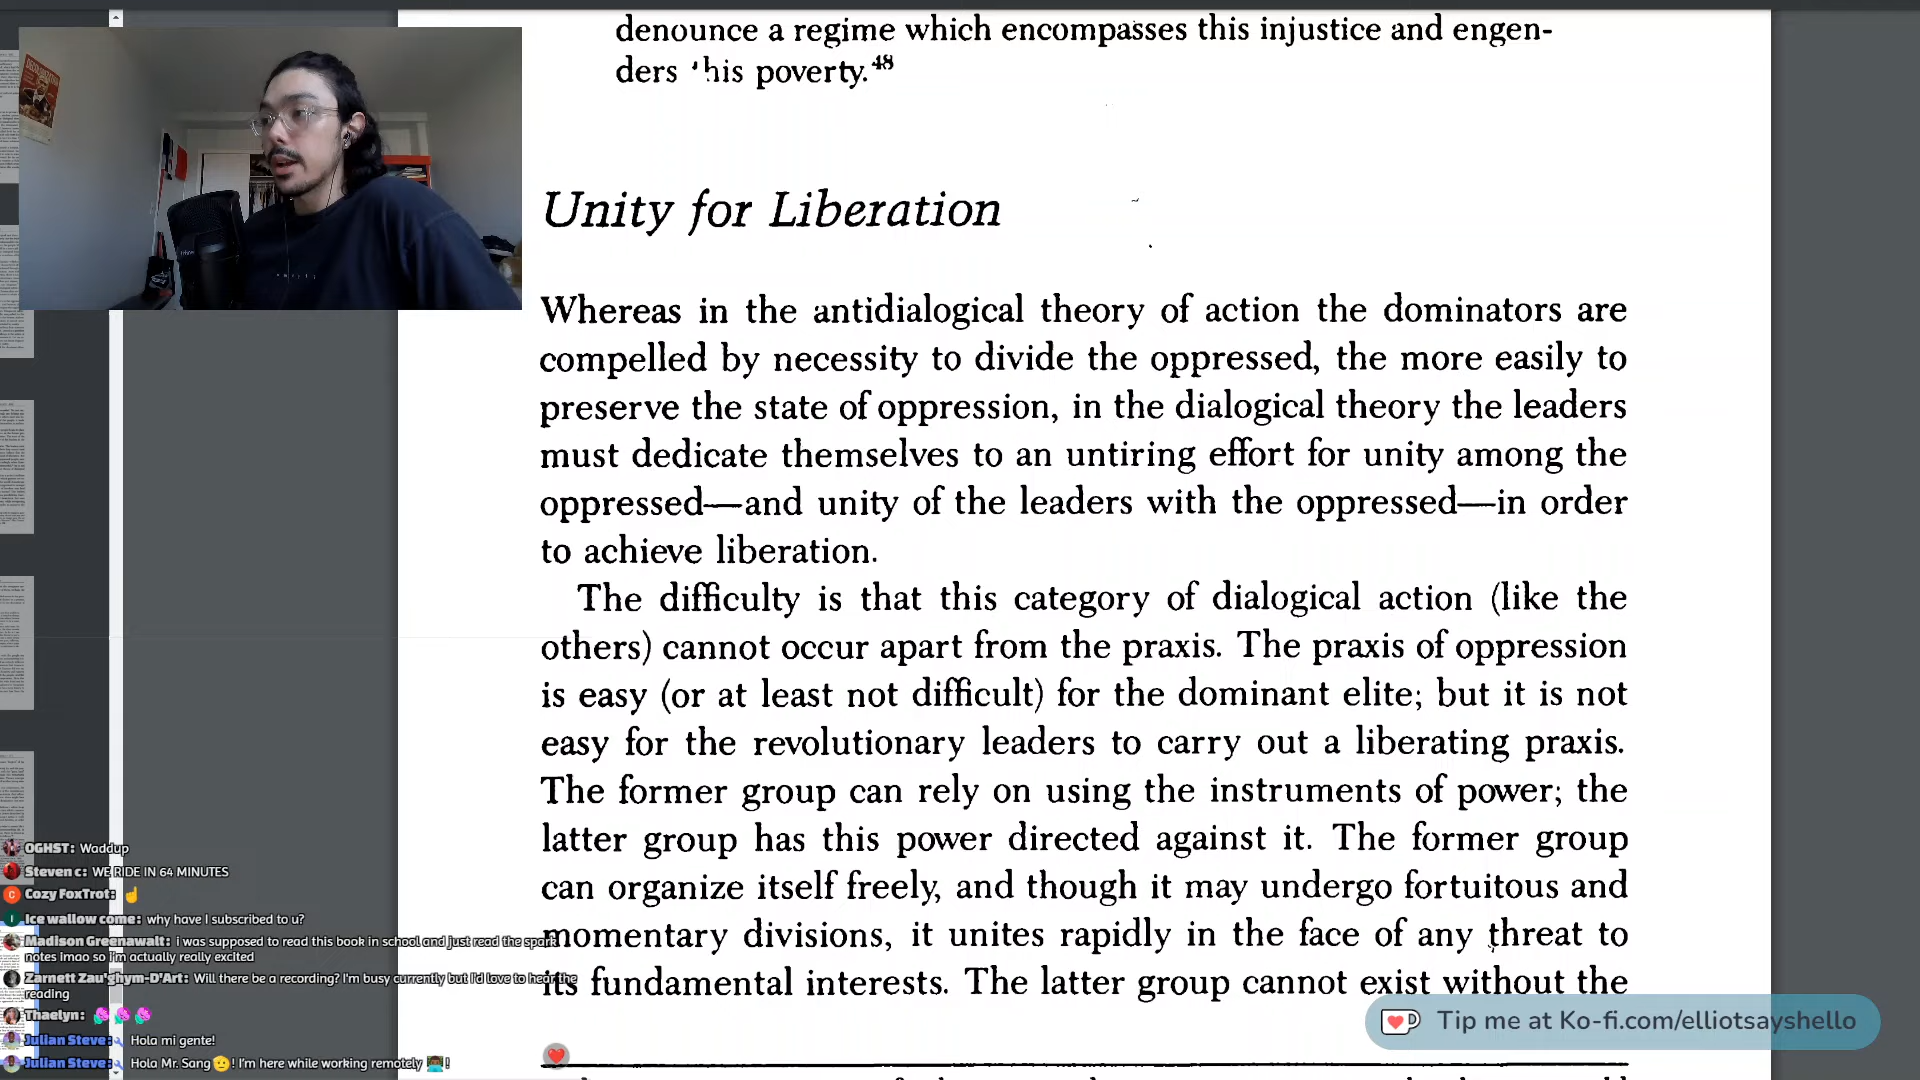 denounce a regime which encompasses this injustice and engen-
ders this poverty.48
Unity for Liberation
Whereas in the antidialogical theory of action the dominators are
compelled by necessity to divide the oppressed, the more easily to
preserve the state of oppression, in the dialogical theory the leaders
must dedicate themselves to an untiring effort for unity among the
oppressed—and unity of the leaders with the oppressed—in order
to achieve liberation.
The difficulty is that this category of dialogical action (like the
others) cannot occur apart from the praxis. The praxis of oppression
is easy (or at least not difficult) for the dominant elite; but it is not
easy for the revolutionary leaders to carry out a liberating praxis.
The former group can rely on using the instruments of power; the
latter group has this power directed against it. The former group
can organize itself freely, and though it may undergo fortuitous and
momentary divisions, it unites rapidly in the face of any threat to
its fundamental interests. The latter group cannot exist without the
OGHST: Waddup
Steven c: WE RIDE IN 64 MINUTES
Cozy FoxTrot: ☝
Ice wallow come: why have I subscribed to u?
Madison Greenawalt: i was supposed to read this book in school and just read the spark
notes lmao so i'm actually really excited
Zarnett Zau'ghym-D'Art: Will there be a recording? I'm busy currently but I'd love to hear the
reading
Thaelyn:
Julian Steve: Hola mi gente!
Julian Steve: Hola Mr. Sang! I'm here while working remotely !
Tip me at Ko-fi.com/elliotsayshello